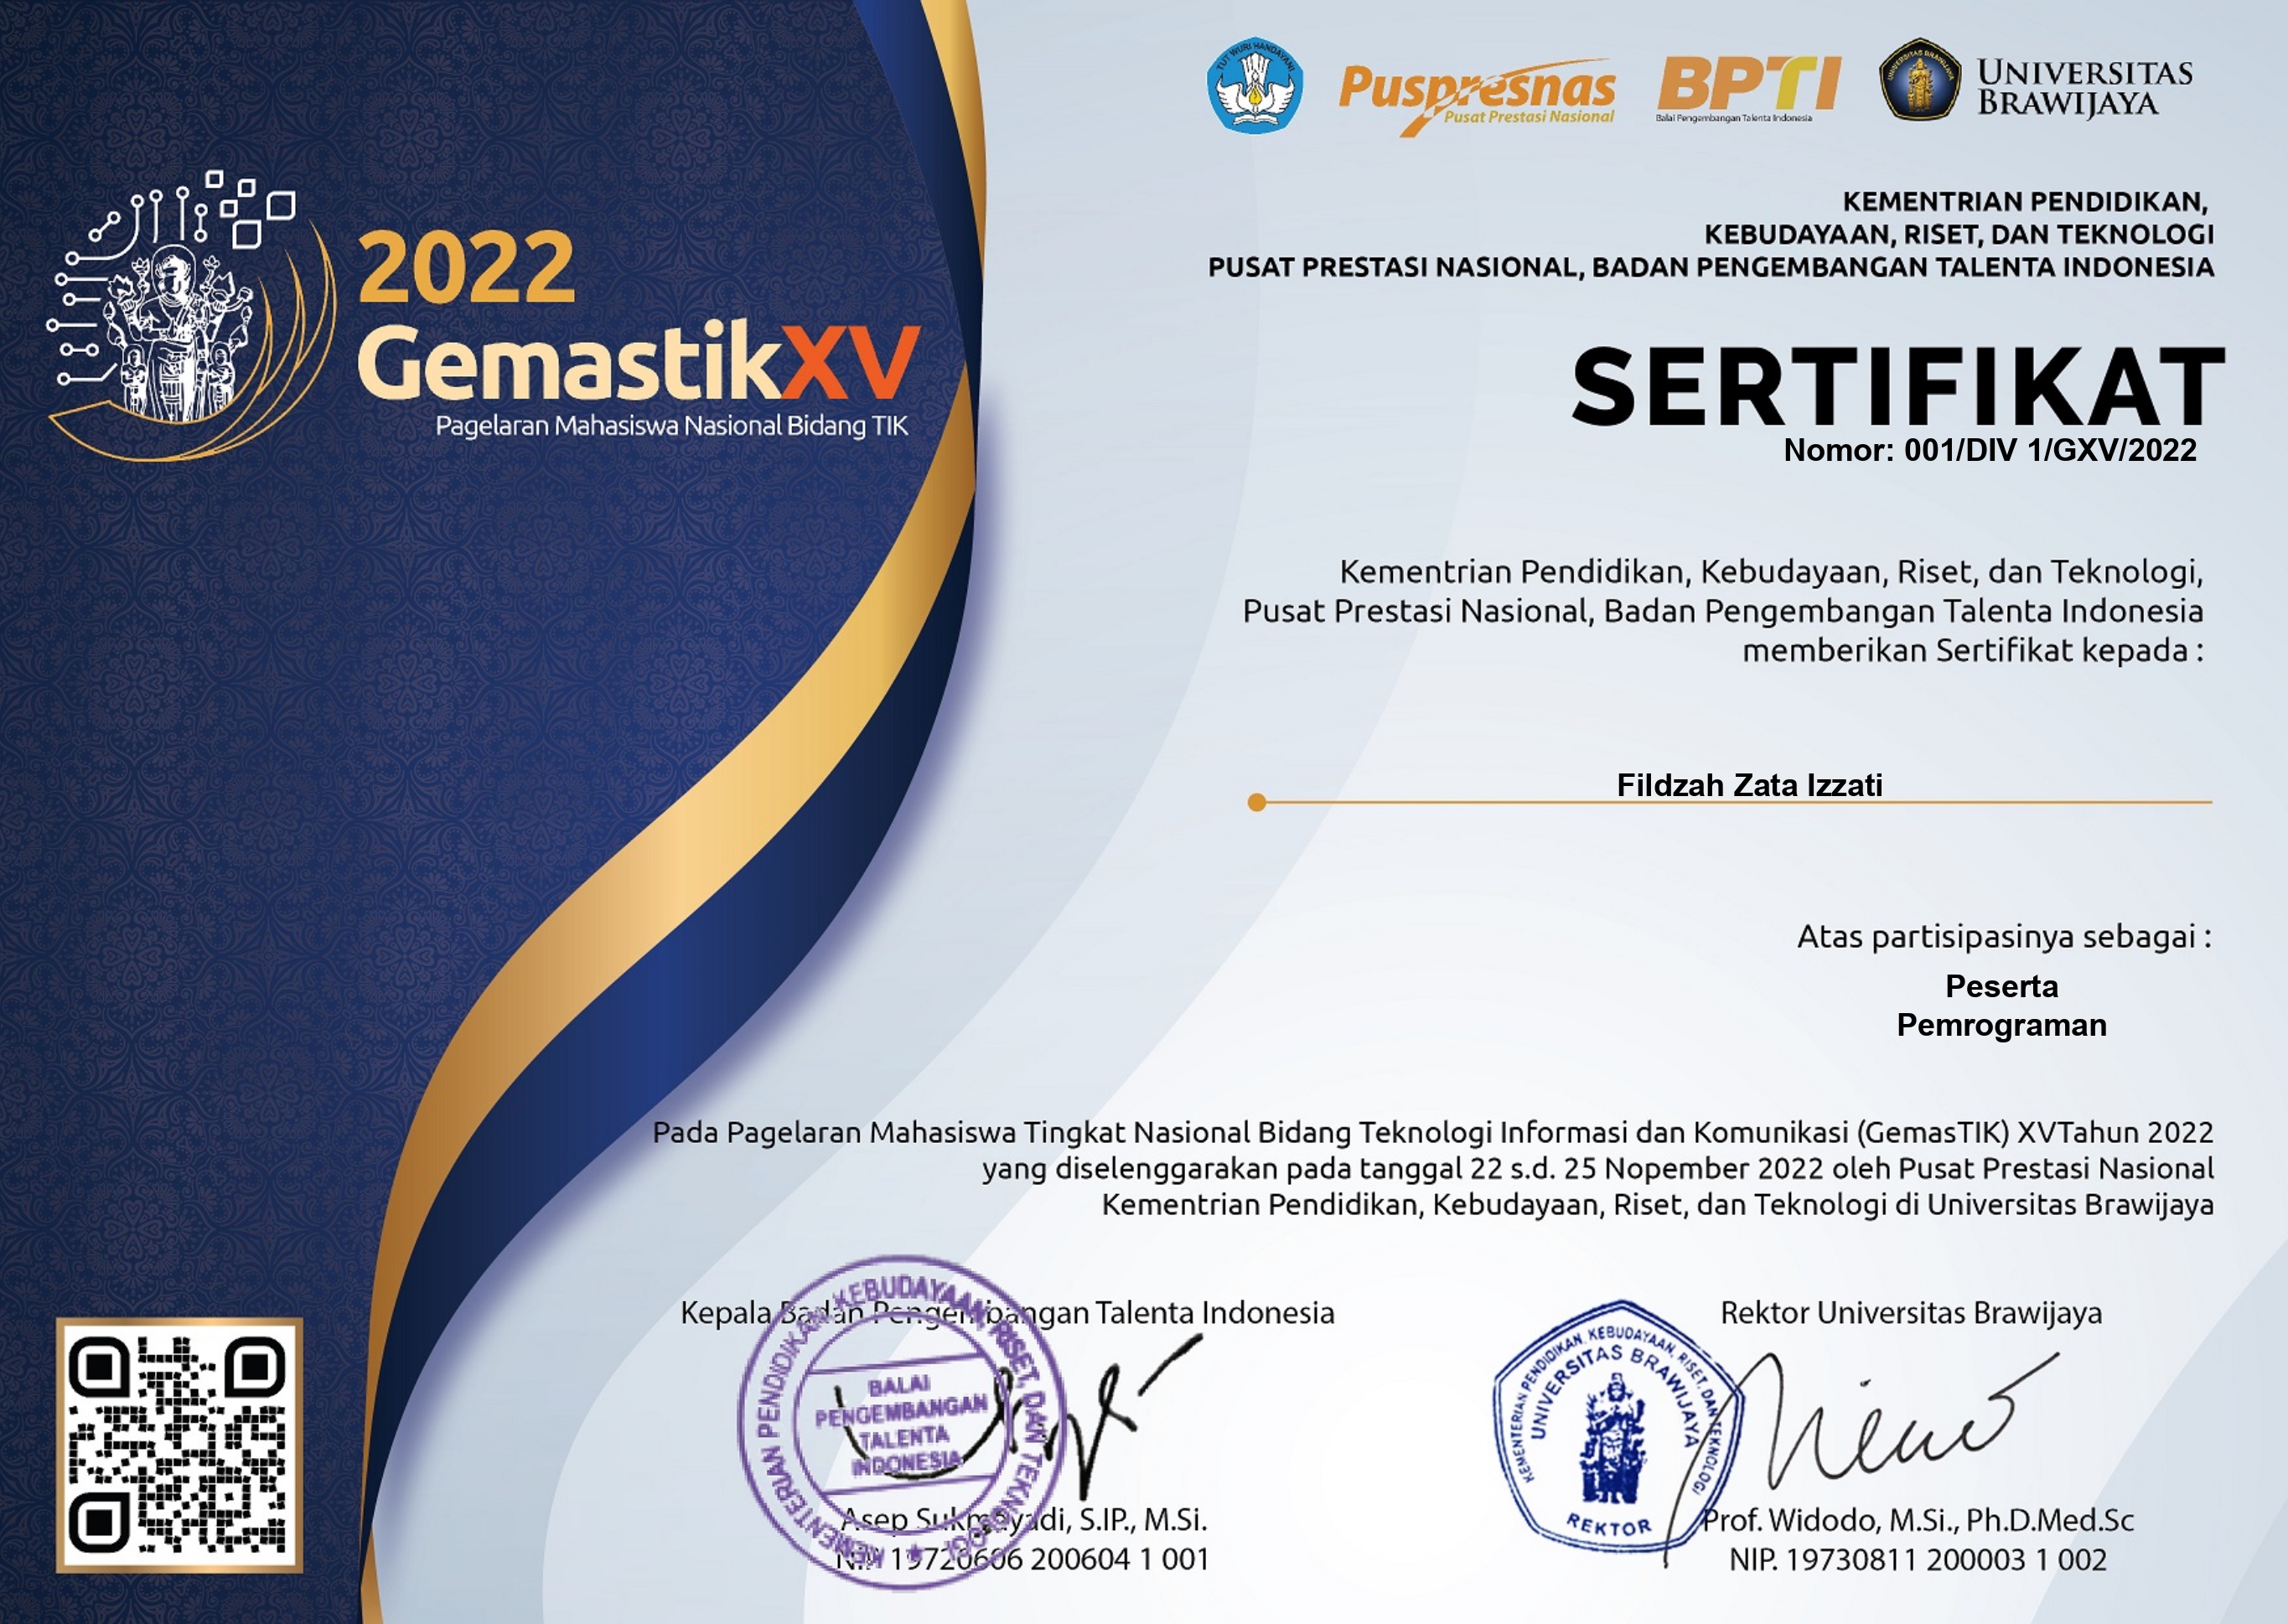 2022
GemastikXV
Pagelaran Mahasiswa Nasional Bidang TIK
TUT WURI HANDAYANI
Puspresnas
Pusat Prestasi Nasional
BPTI
Balai Pengembangan Talenta Indonesia
UNIVERSITAS BRAWIJAYA
UNIVERSITAS
BRAWIJAYA
KEMENTRIAN PENDIDIKAN,
KEBUDAYAAN, RISET, DAN TEKNOLOGI
PUSAT PRESTASI NASIONAL, BADAN PENGEMBANGAN TALENTA INDONESIA
SERTIFIKAT
Nomor: 001/DIV 1/GXV/2022
Kementrian Pendidikan, Kebudayaan, Riset, dan Teknologi,
Pusat Prestasi Nasional, Badan Pengembangan Talenta Indonesia
memberikan Sertifikat kepada :
Fildzah Zata Izzati
Atas partisipasinya sebagai :
Peserta
Pemrograman
Pada Pagelaran Mahasiswa Tingkat Nasional Bidang Teknologi Informasi dan Komunikasi (GemasTIK) XVTahun 2022
yang diselenggarakan pada tanggal 22 s.d. 25 Nopember 2022 oleh Pusat Prestasi Nasional
Kementrian Pendidikan, Kebudayaan, Riset, dan Teknologi di Universitas Brawijaya
Kepala Badan Pengembangan Talenta Indonesia
KEMENTERIAN PENDIDIKAN, KEBUDAYAAN, RISET, DAN TEKNOLOGI
BALAI
PENGEMBANGAN
TALENTA
INDONESIA
Asep Sukmayadi, S.IP., M.Si.
NIP. 19720606 200604 1 001
Rektor Universitas Brawijaya
KEMENTERIAN PENDIDIKAN, KEBUDAYAAN, RISET, DAN TEKNOLOGI
UNIVERSITAS BRAWIJAYA
REKTOR
Prof. Widodo, M.Si., Ph.D.Med.Sc
NIP. 19730811 200003 1 002